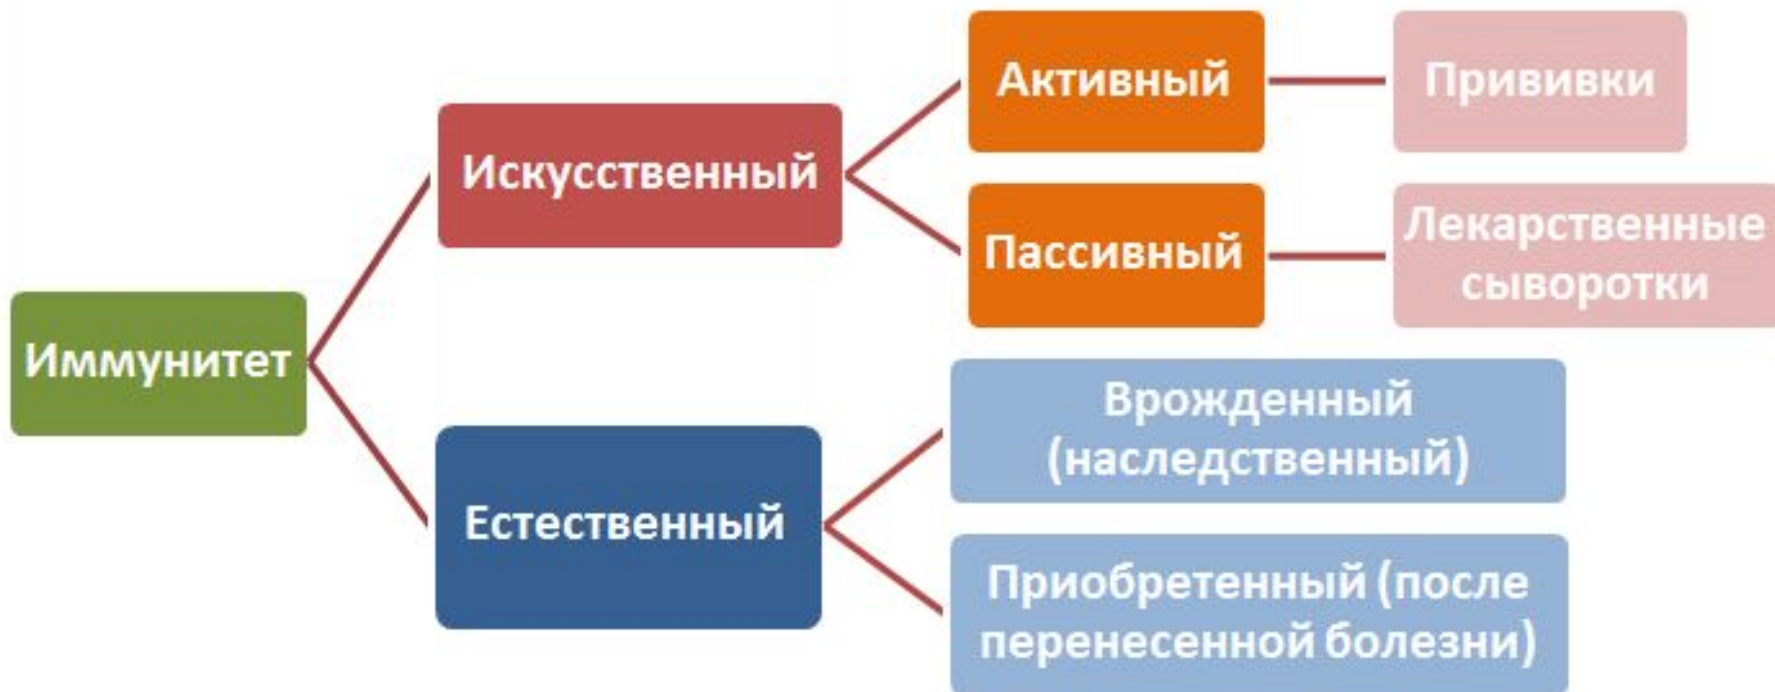 Активный
Прививки
Искусственный
Пассивный
Лекарственные
сыворотки
Иммунитет
Врожденный
(наследственный)
Естественный
Приобретенный (после
перенесенной болезни)